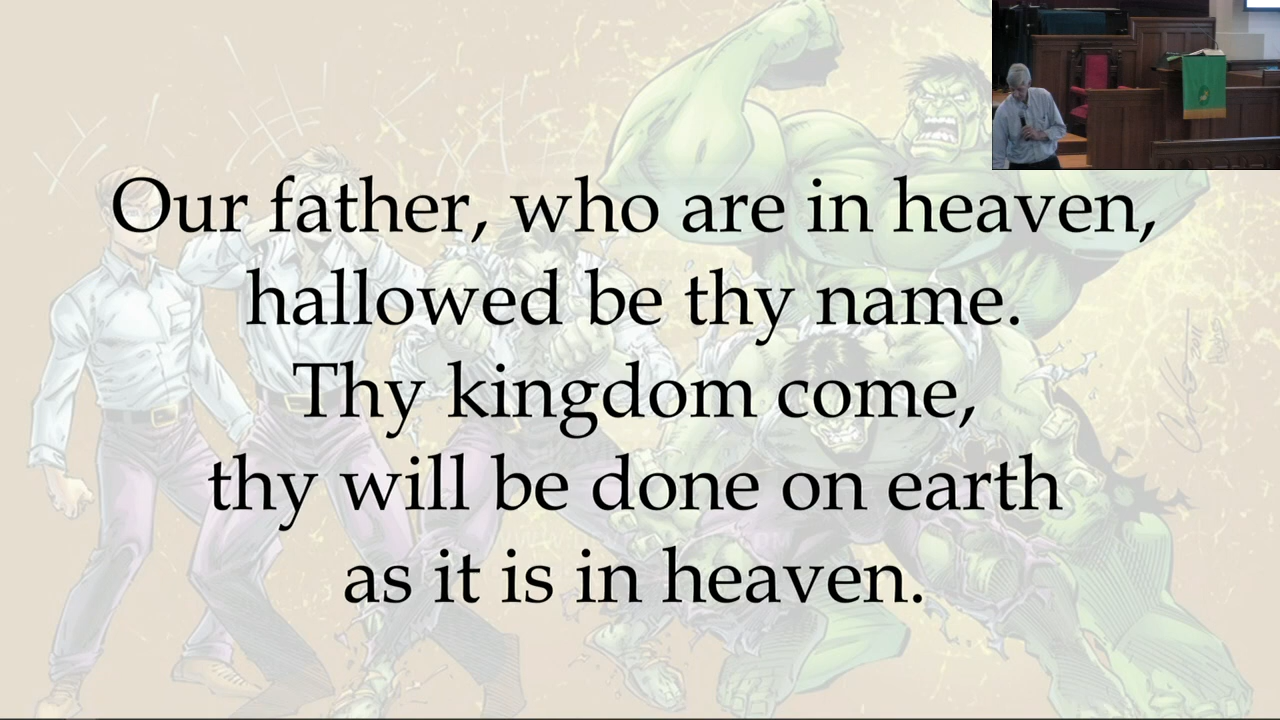 Our father, who are in heaven,
hallowed be thy name.
Thy kingdom come,
thy will be done on earth
as it is in heaven.